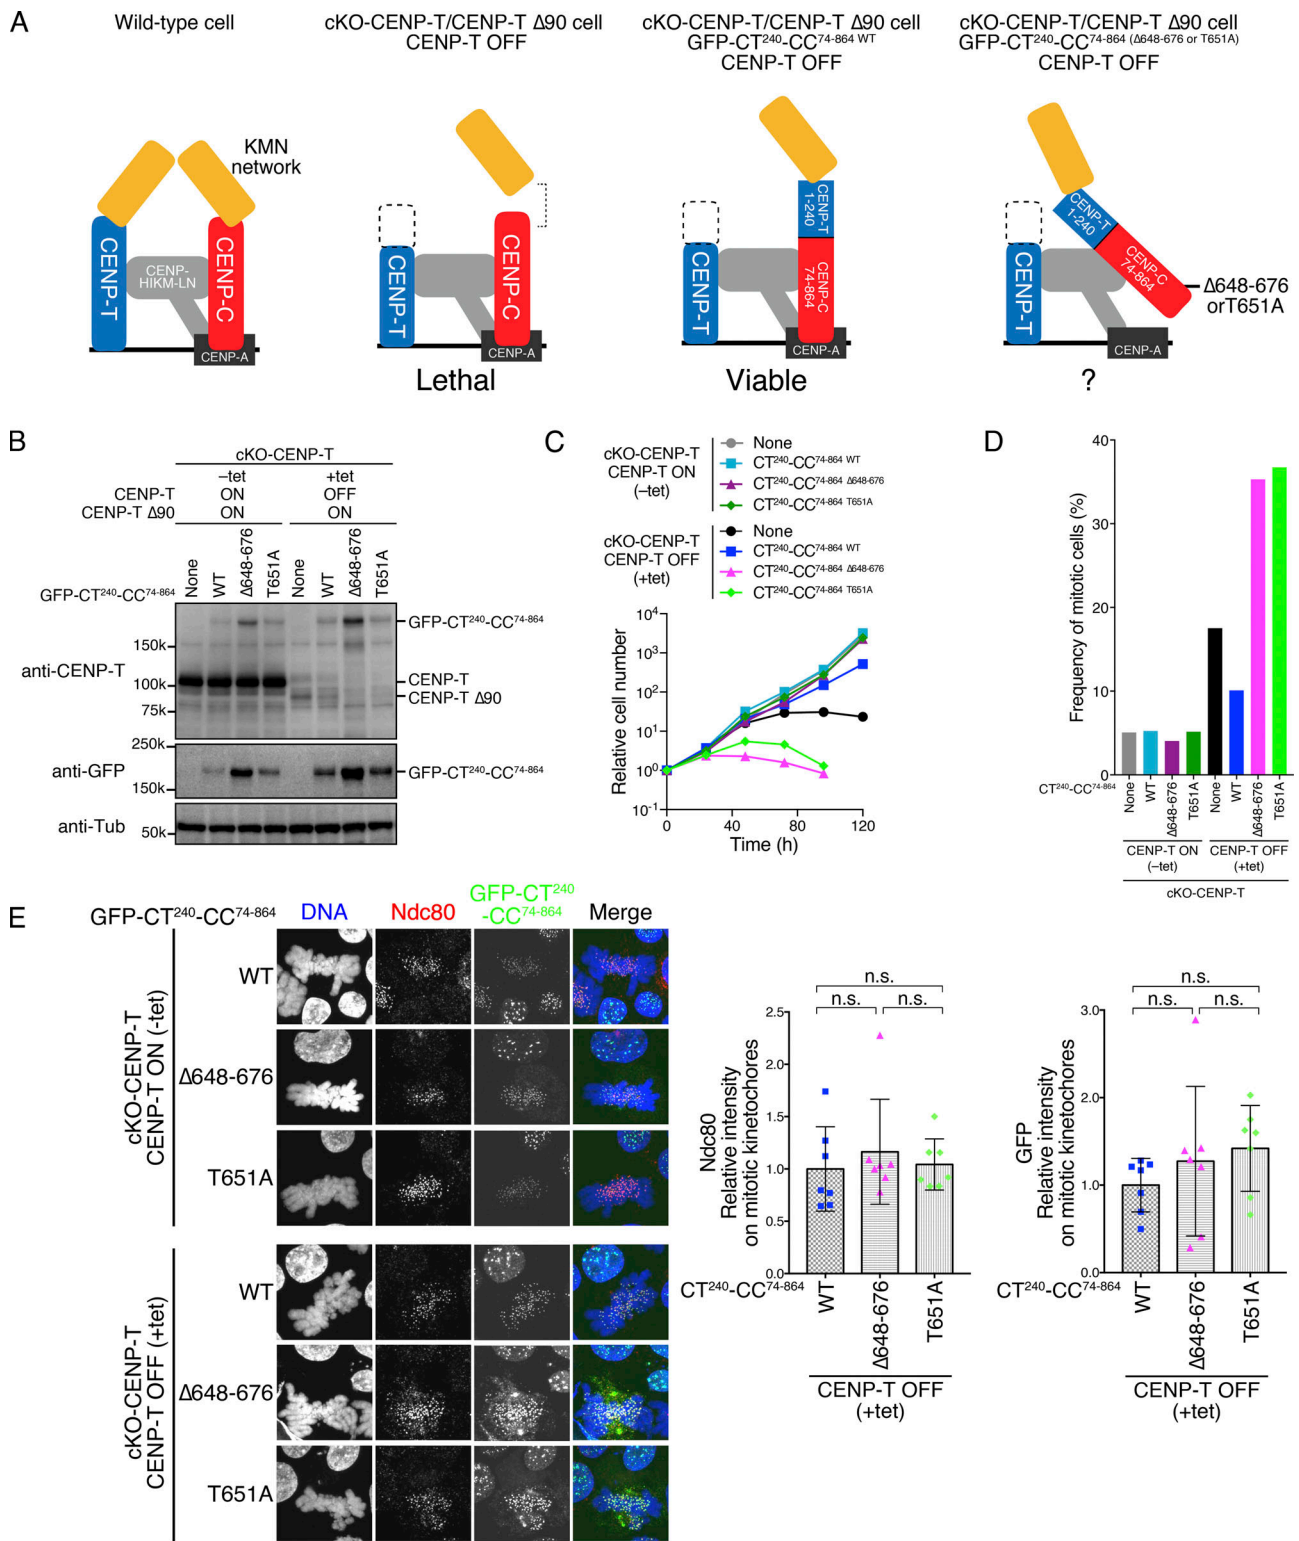 A
Wild-type cell
cKO-CENP-T/CENP-T Δ90 cell
CENP-T OFF
cKO-CENP-T/CENP-T Δ90 cell
GFP-CT240-CC74-864 WT
CENP-T OFF
cKO-CENP-T/CENP-T Δ90 cell
GFP-CT240-CC74-864 (Δ648-676 or T651A)
CENP-T OFF
KMN
network
CENP-T
CENP-
HIKM-LN
CENP-C
CENP-A
CENP-T
CENP-C
CENP-A
Lethal
CENP-T
CENP-T
1-240
CENP-C
74-864
CENP-A
Viable
CENP-T
CENP-T
1-240
CENP-C
74-864
Δ648-676
orT651A
CENP-A
?
B
cKO-CENP-T
–tet
+tet
CENP-T
ON
OFF
CENP-T Δ90
ON
ON
GFP-CT240-CC74-864
None
WT
Δ648-676
T651A
None
WT
Δ648-676
T651A
anti-CENP-T
150k
100k
75k
GFP-CT240-CC74-864
CENP-T
CENP-T Δ90
anti-GFP
250k
150k
GFP-CT240-CC74-864
anti-Tub
50k
C
cKO-CENP-T
CENP-T ON
(–tet)
None
CT240-CC74-864 WT
CT240-CC74-864 Δ648-676
CT240-CC74-864 T651A
cKO-CENP-T
CENP-T OFF
(+tet)
None
CT240-CC74-864 WT
CT240-CC74-864 Δ648-676
CT240-CC74-864 T651A
Relative cell number
10^4
10^3
10^2
10^1
10^0
10^-1
0
40
80
120
Time (h)
D
Frequency of mitotic cells (%)
40
30
20
10
0
CT240-CC74-864
None
WT
Δ648-676
T651A
None
WT
Δ648-676
T651A
CENP-T ON
(–tet)
CENP-T OFF
(+tet)
cKO-CENP-T
E
GFP-CT240-CC74-864
DNA
Ndc80
GFP-CT240
-CC74-864
Merge
cKO-CENP-T
CENP-T ON (-tet)
WT
Δ648-676
T651A
cKO-CENP-T
CENP-T OFF (+tet)
WT
Δ648-676
T651A
n.s.
n.s.
n.s.
Ndc80
Relative intensity
on mitotic kinetochores
2.5
2.0
1.5
1.0
0.5
0.0
CT240-CC74-864
WT
Δ648-676
T651A
CENP-T OFF
(+tet)
n.s.
n.s.
n.s.
GFP
Relative intensity
on mitotic kinetochores
3.0
2.0
1.0
0.0
CT240-CC74-864
WT
Δ648-676
T651A
CENP-T OFF
(+tet)